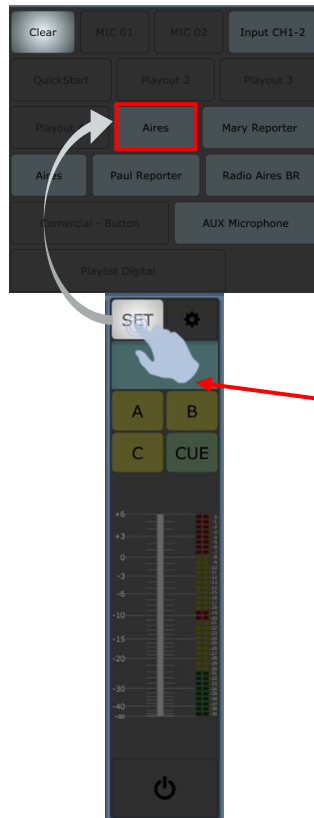 Clear MIC 01 MIC 02 Input CH1-2
QuickStart Playout 2 Playout 3
Playout Aires Mary Reporter
Aires Paul Reporter Radio Aires BR
Comercial - Button AUX Microphone
Playlist Digital
SET
A B
C CUE
+6
+3
0
-3
-6
-10
-15
-20
-30
-40
-∞